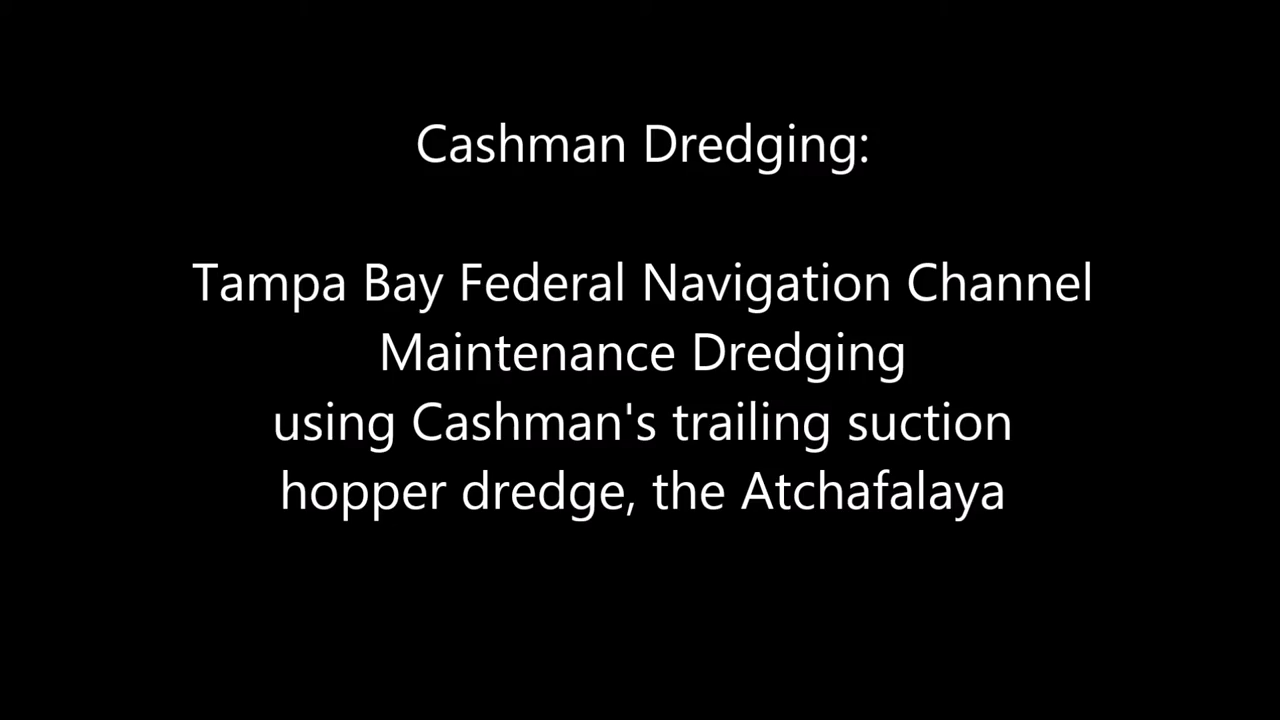 Cashman Dredging:
Tampa Bay Federal Navigation Channel
Maintenance Dredging
using Cashman's trailing suction
hopper dredge, the Atchafalaya